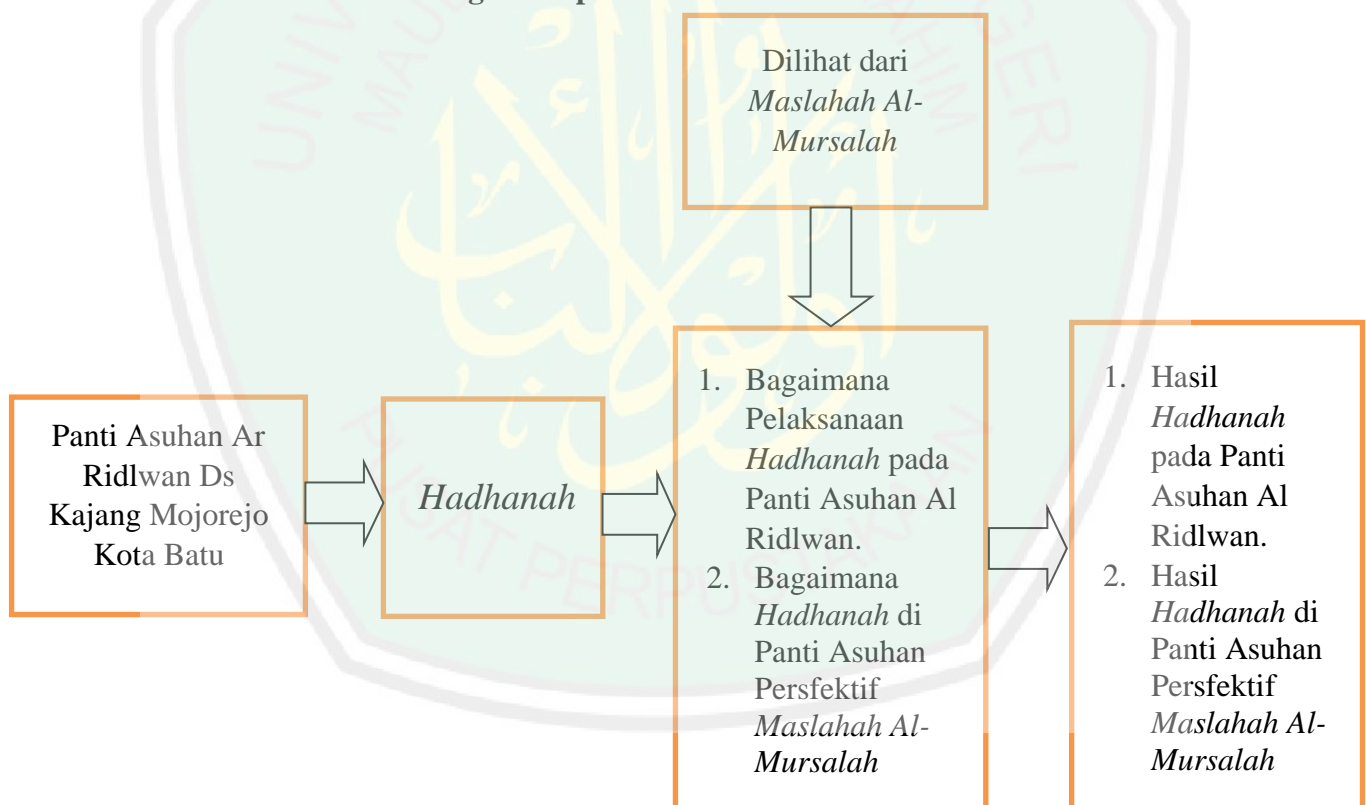 Dilihat dari
Maslahah Al-
Mursalah
Panti Asuhan Ar
Ridlwan Ds
Kajang Mojorejo
Kota Batu
Hadhanah
1. Bagaimana
Pelaksanaan
Hadhanah pada
Panti Asuhan Al
Ridlwan.
2. Bagaimana
Hadhanah di
Panti Asuhan
Persfektif
Maslahah Al-
Mursalah
1. Hasil
Hadhanah
pada Panti
Asuhan Al
Ridlwan.
2. Hasil
Hadhanah di
Panti Asuhan
Persfektif
Maslahah Al-
Mursalah
PUSAT PERPUSTAKAAN